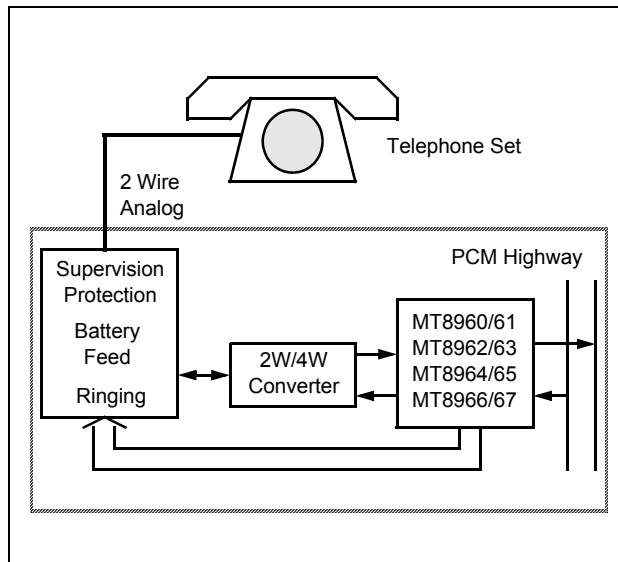 Telephone Set
2 Wire
Analog
Supervision
Protection
Battery
Feed
Ringing
2W/4W
Converter
PCM Highway
MT8960/61
MT8962/63
MT8964/65
MT8966/67